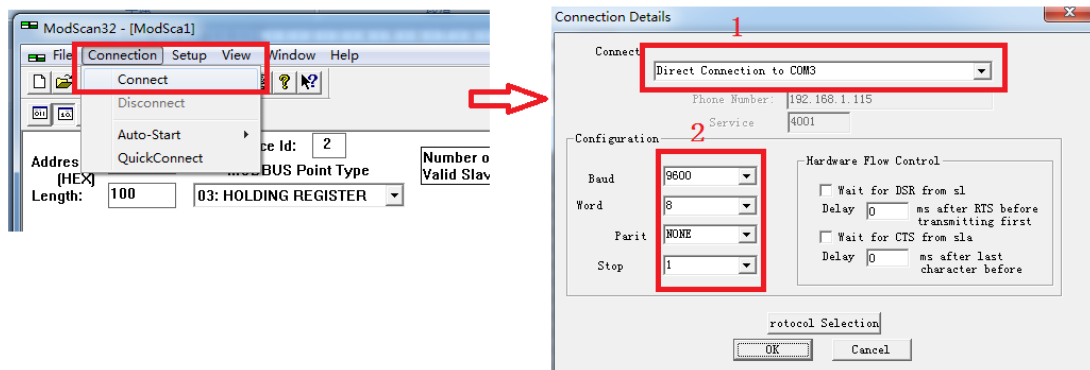 ModScan32 - [ModSca1]
File Connection Setup View Window Help
Connect
Disconnect
Auto-Start
QuickConnect
Id: 2
Number
Addres
(HEX)
MODBUS Point Type
Valid Slav
Length: 100 03: HOLDING REGISTER
Connection Details
1
Connect
Direct Connection to COM3
Phone Number: 192.168.1.115
Service 4001
2
Configuration
Baud 9600
Word 8
Parit NONE
Stop 1
Hardware Flow Control
Wait for DSR from sl
Delay 0 ms after RTS before
transmitting first
Wait for CTS from sla
Delay 0 ms after last
character before
rotocol Selection
OK Cancel